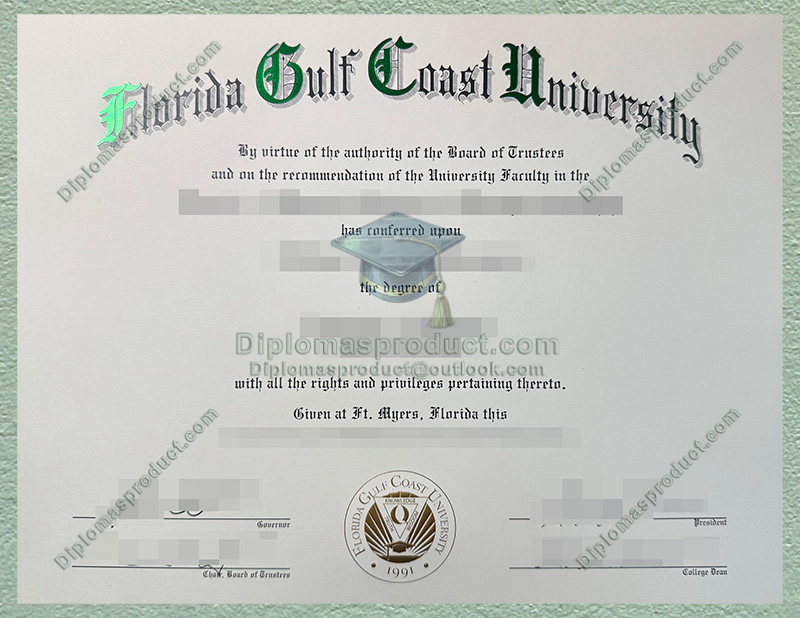 Florida Gulf Coast University
By virtue of the authority of the Board of Trustees
and on the recommendation of the University Faculty in the
has conferred upon
the degree of
Diplomasproduct.com
Diplomasproduct@outlook.com
with all the rights and privileges pertaining thereto.
Given at Ft. Myers, Florida this
Governor
President
Chair, Board of Trustees
College Dean
FLORIDA GULF COAST UNIVERSITY
KNOWLEDGE
1991
Diplomasproduct.com
Diplomasproduct.com
Diplomasproduct.com
Diplomasproduct.com